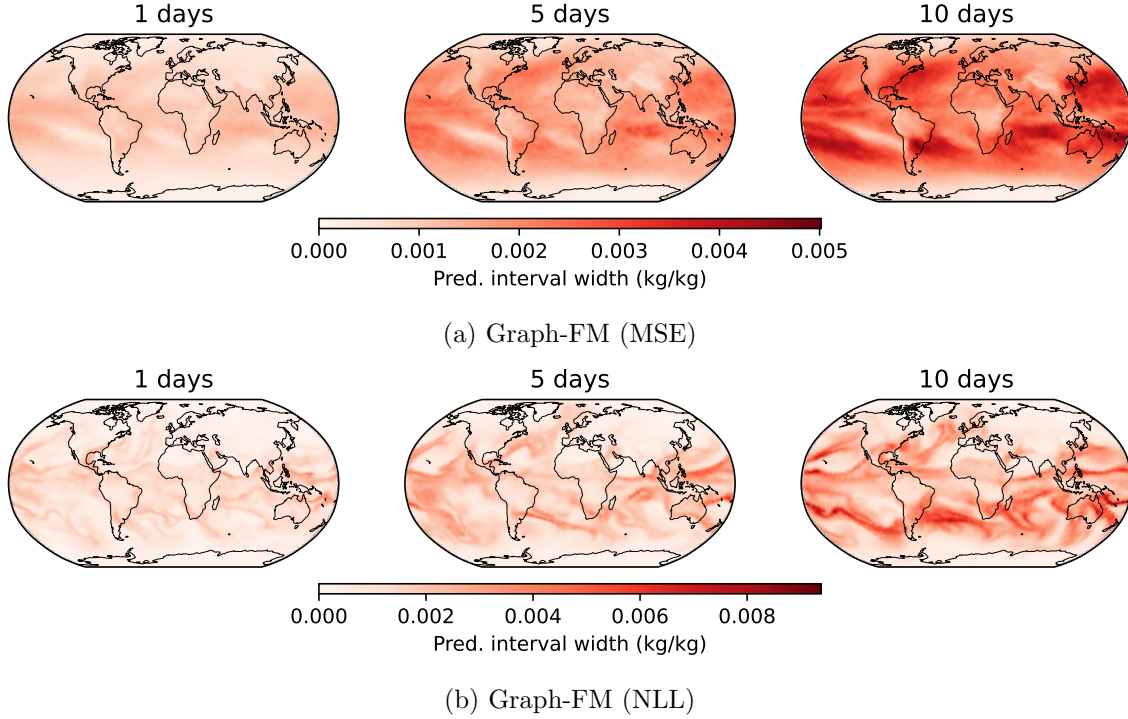 1 days 5 days 10 days
0.000 0.001 0.002 0.003 0.004 0.005
Pred. interval width (kg/kg)
(a) Graph-FM (MSE)
1 days 5 days 10 days
0.000 0.002 0.004 0.006 0.008
Pred. interval width (kg/kg)
(b) Graph-FM (NLL)